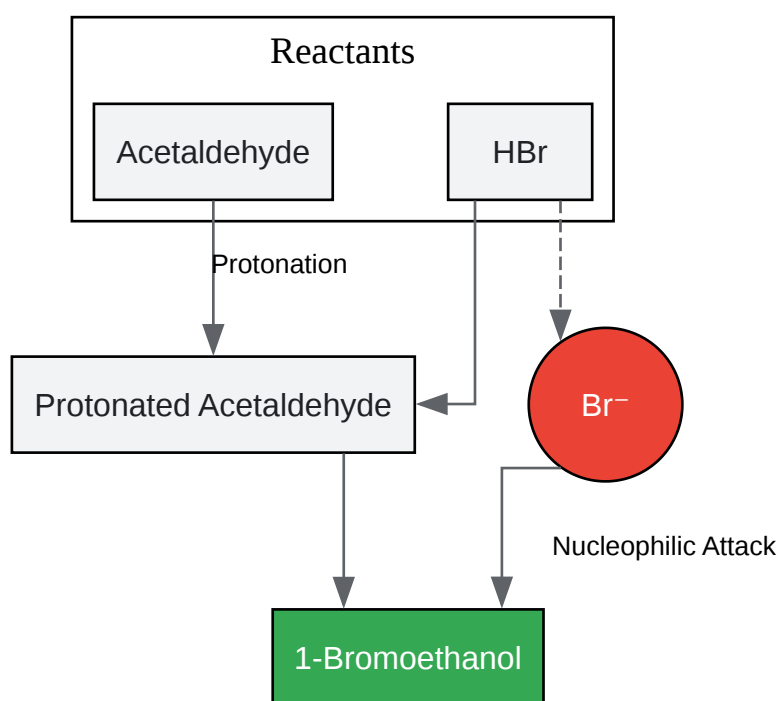 Reactants
Acetaldehyde
HBr
Protonation
Protonated Acetaldehyde
Br⁻
Nucleophilic Attack
1-Bromoethanol